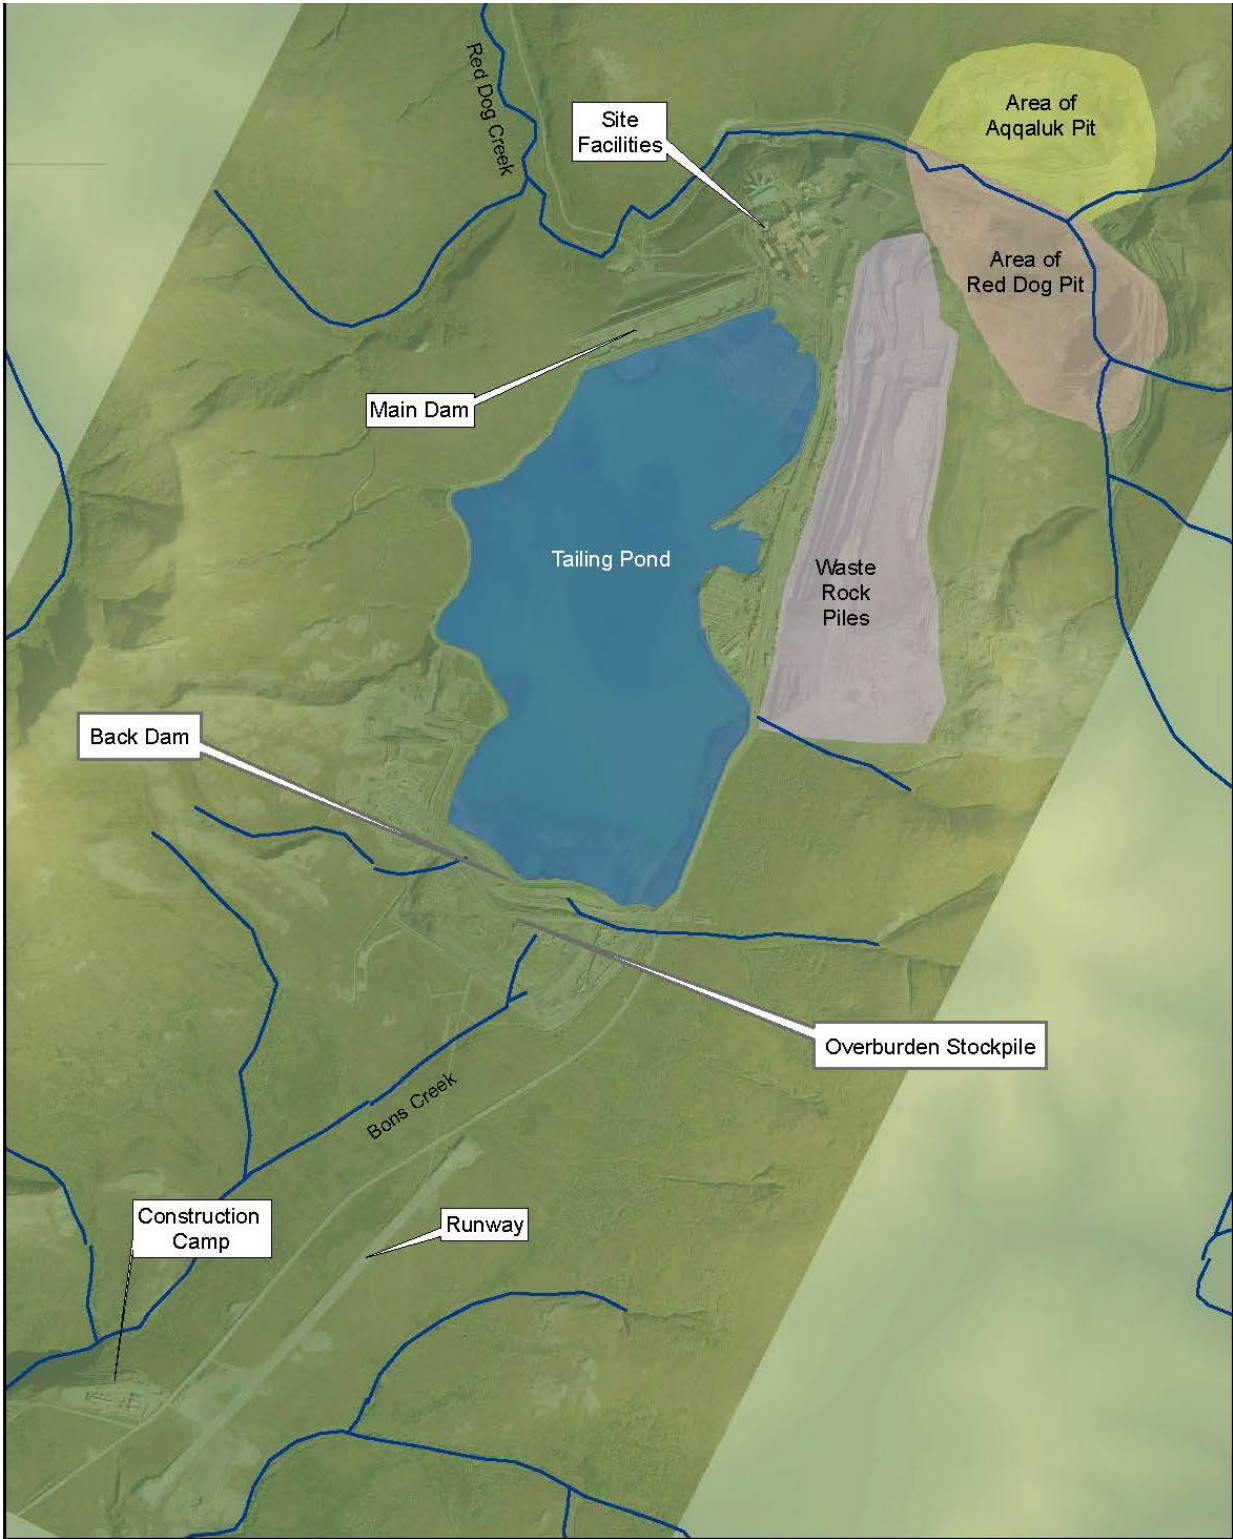 Red Dog Creek
Site
Facilities
Area of
Aqqaluk Pit
Area of
Red Dog Pit
Main Dam
Tailing Pond
Waste
Rock
Piles
Back Dam
Overburden Stockpile
Bons Creek
Construction
Camp
Runway